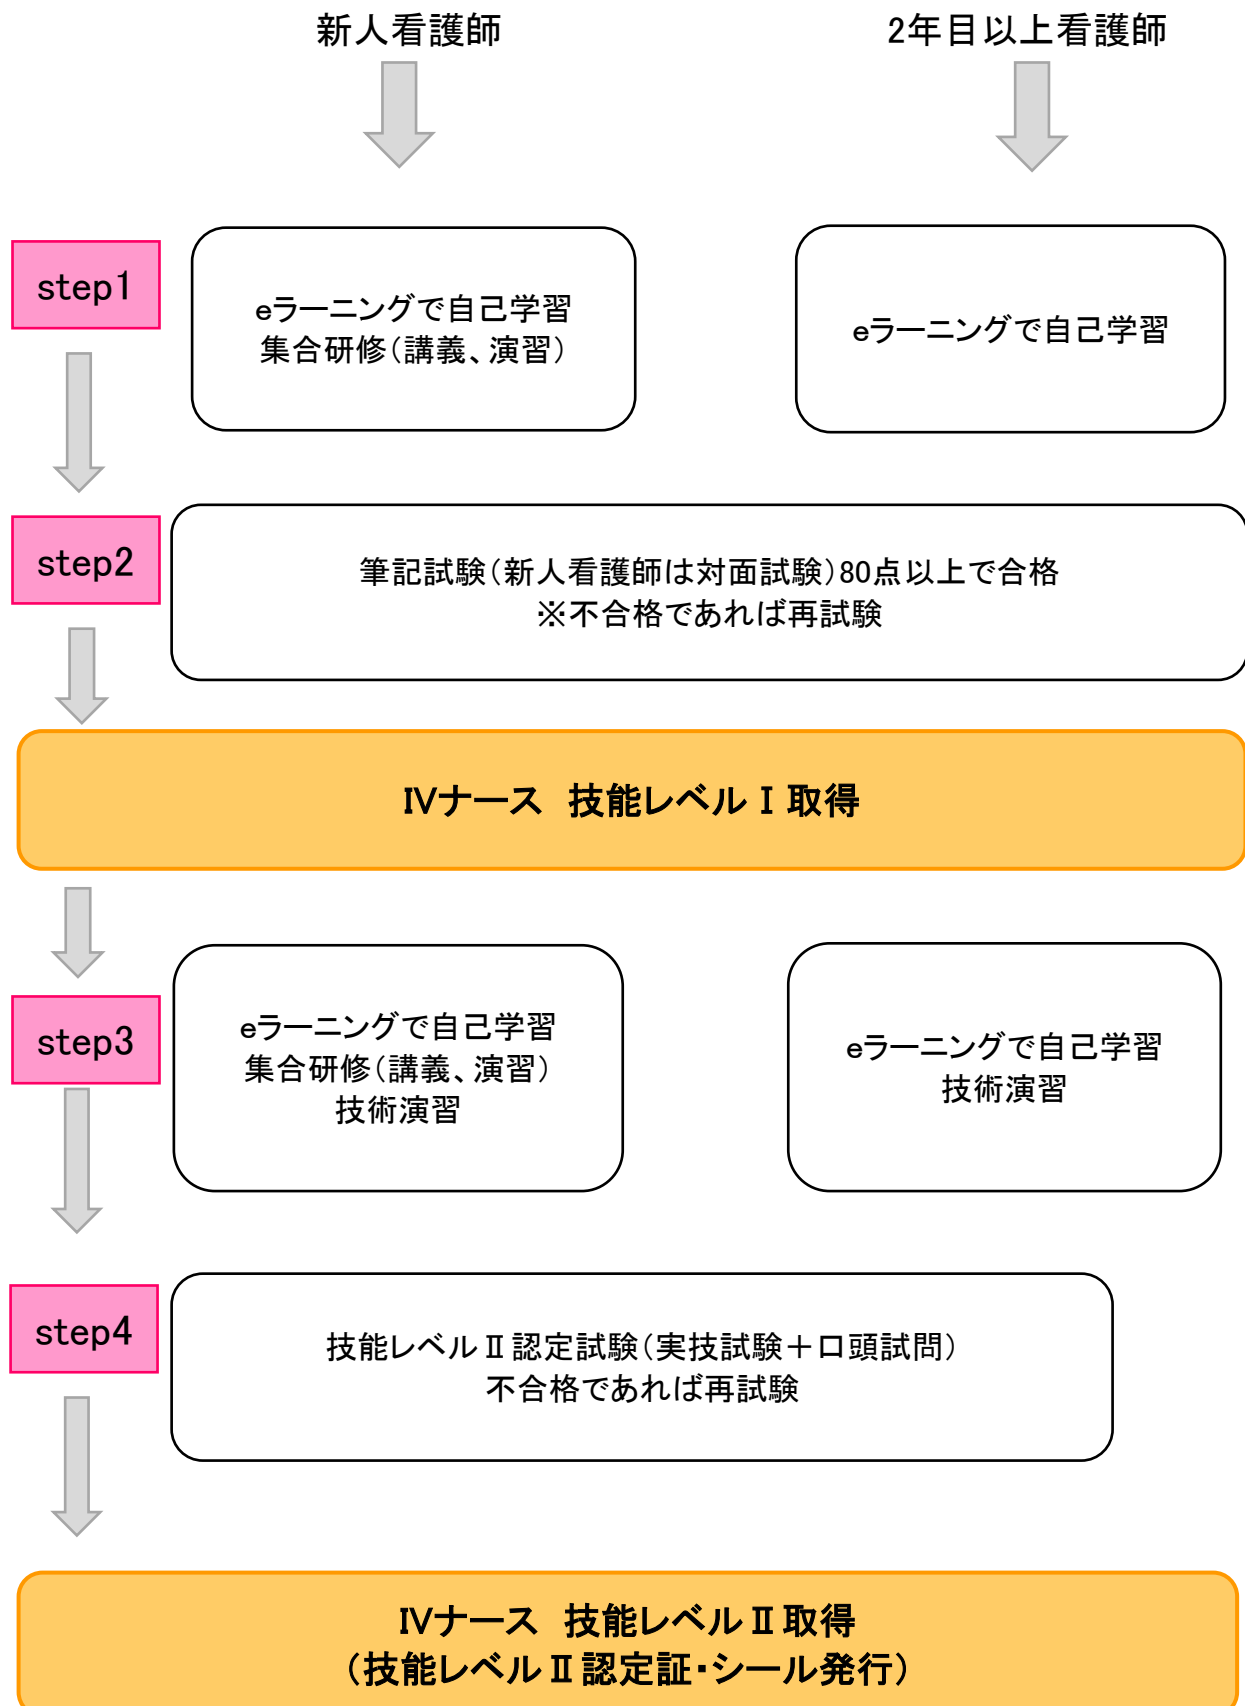 新人看護師
2年目以上看護師
step1
eラーニングで自己学習
集合研修(講義、演習)
eラーニングで自己学習
step2
筆記試験(新人看護師は対面試験)80点以上で合格
※不合格であれば再試験
Ⅳナース　技能レベルⅠ取得
step3
eラーニングで自己学習
集合研修(講義、演習)
技術演習
eラーニングで自己学習
技術演習
step4
技能レベルⅡ認定試験(実技試験+口頭試問)
不合格であれば再試験
Ⅳナース　技能レベルⅡ取得
(技能レベルⅡ認定証・シール発行)